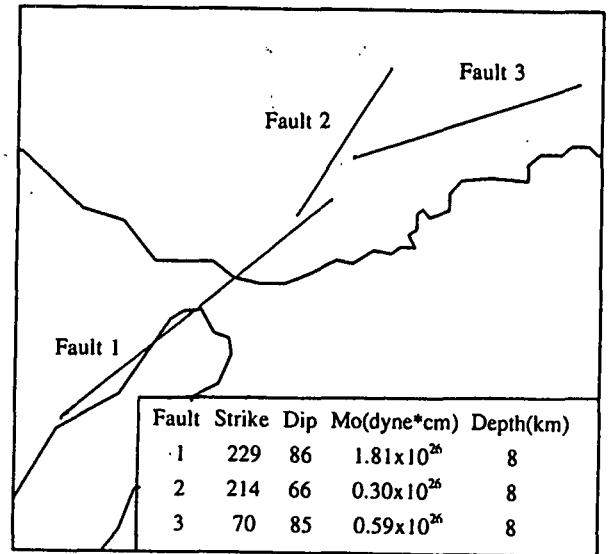 Fault 3
Fault 2
Fault 1
Fault Strike Dip Mo(dyne*cm) Depth(km)
1 229 86 1.81x10²⁶ 8
2 214 66 0.30x10²⁶ 8
3 70 85 0.59x10²⁶ 8